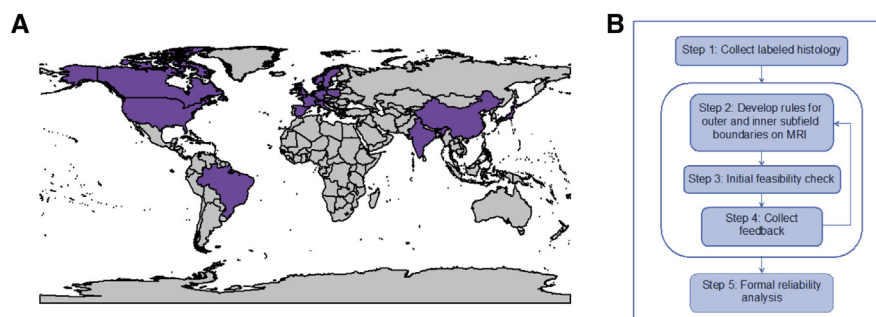 A
B
Step 1: Collect labeled histology
Step 2: Develop rules for
outer and inner subfield
boundaries on MRI
Step 3: Initial feasibility check
Step 4: Collect
feedback
Step 5: Formal reliability
analysis